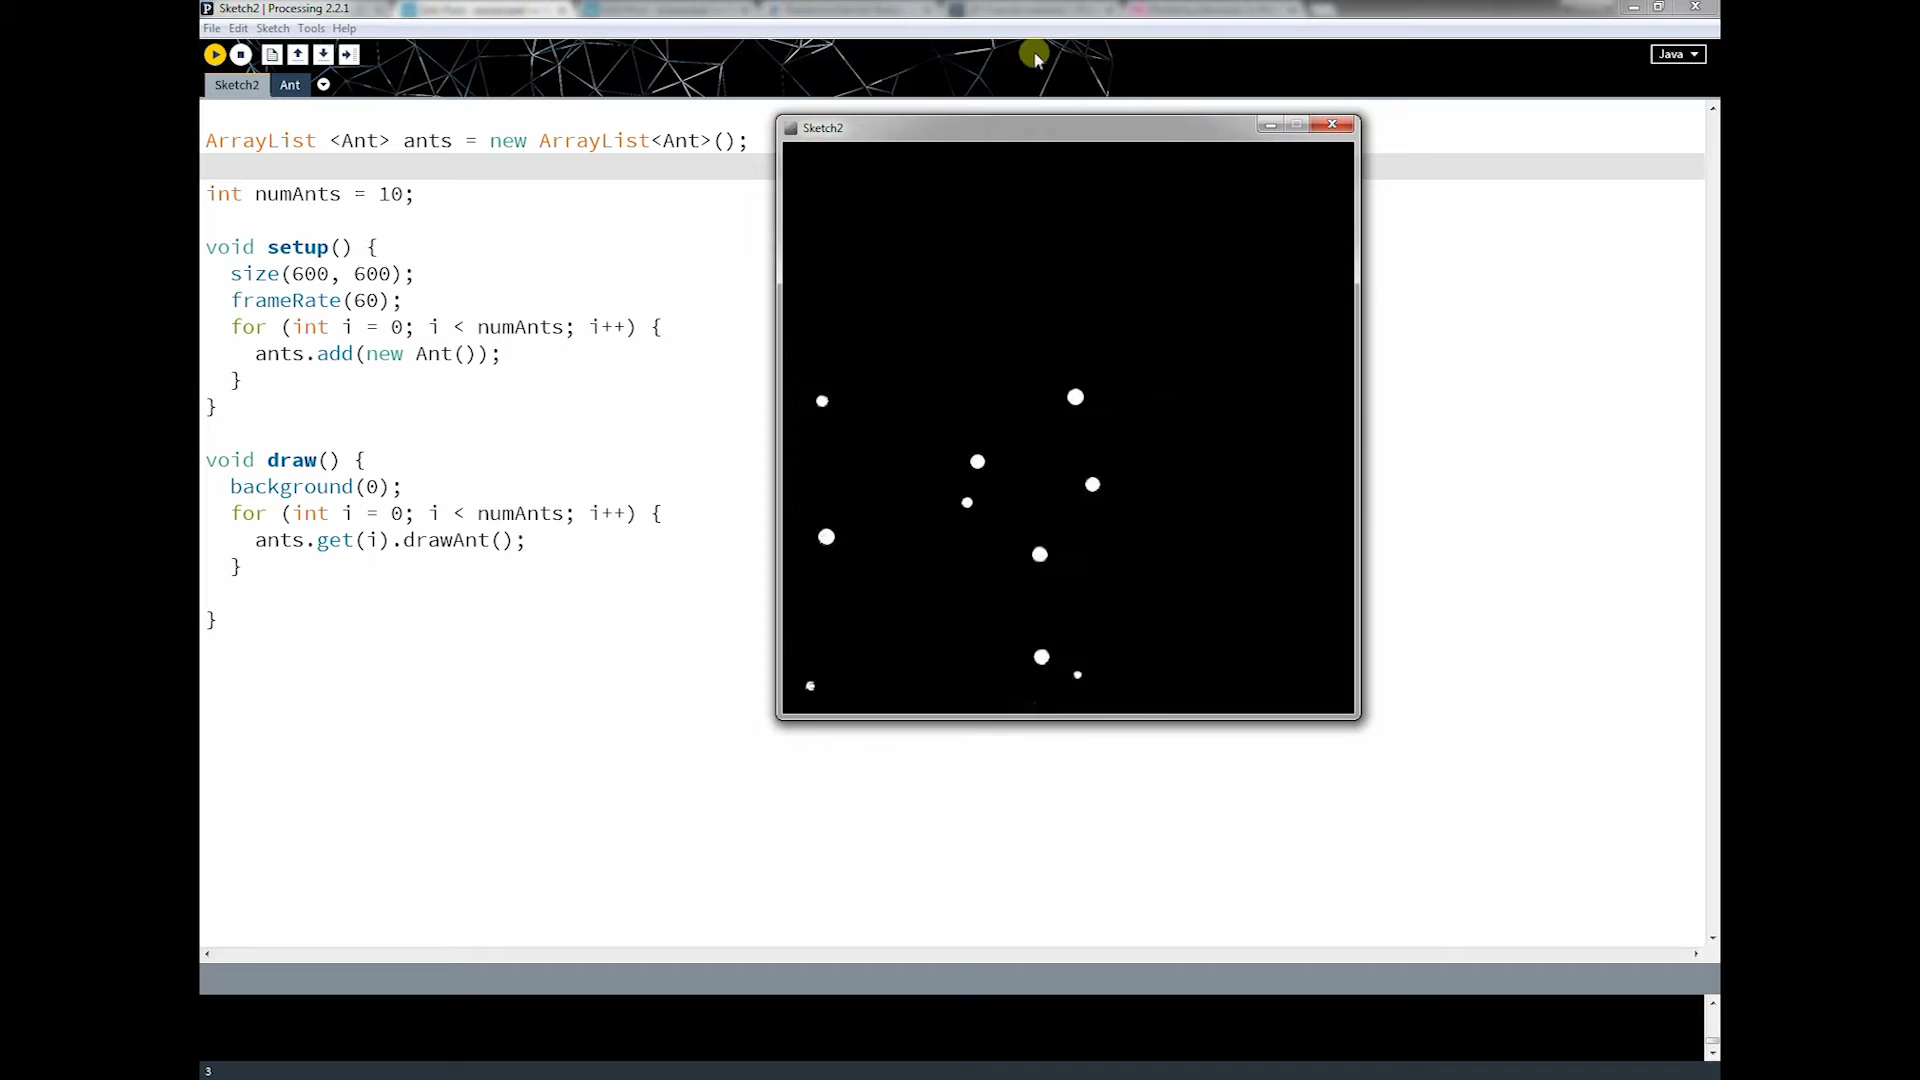 Sketch2 | Processing 2.2.1
File Edit Sketch Tools Help
Java
Sketch2 Ant
ArrayList <Ant> ants = new ArrayList<Ant>();
int numAnts = 10;
void setup() {
size(600, 600);
frameRate(60);
for (int i = 0; i < numAnts; i++) {
ants.add(new Ant());
}
}
void draw() {
background(0);
for (int i = 0; i < numAnts; i++) {
ants.get(i).drawAnt();
}
}
Sketch2
3